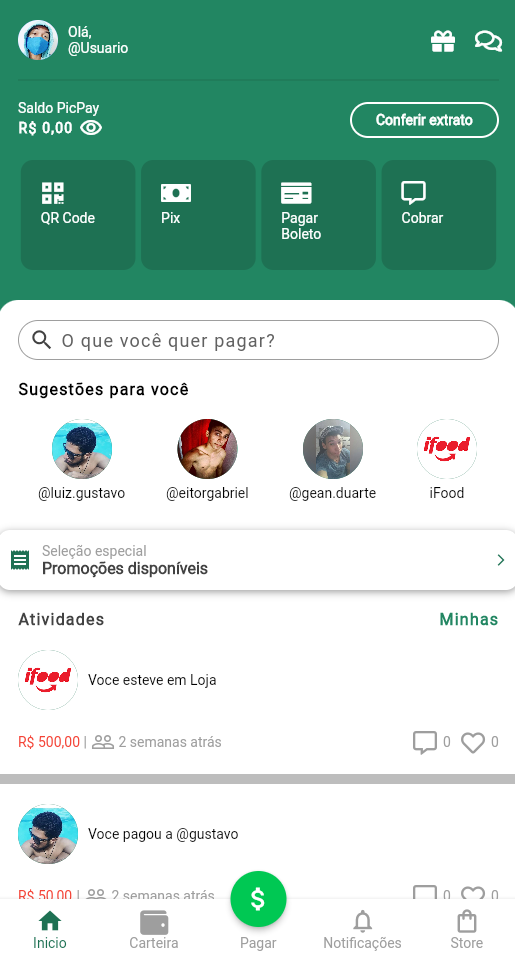 Olá,
@Usuario
Saldo PicPay
R$ 0,00
Conferir extrato
QR Code
Pix
Pagar
Boleto
Cobrar
O que você quer pagar?
Sugestões para você
ifood
@luiz.gustavo
@eitorgabriel
@gean.duarte
iFood
Seleção especial
Promoções disponíveis
Atividades
Minhas
ifood
Voce esteve em Loja
R$ 500,00 | 2 semanas atrás
0
0
Voce pagou a @gustavo
R$ 50,00 | 2 semanas atrás
0
0
$
Inicio
Carteira
Pagar
Notificações
Store